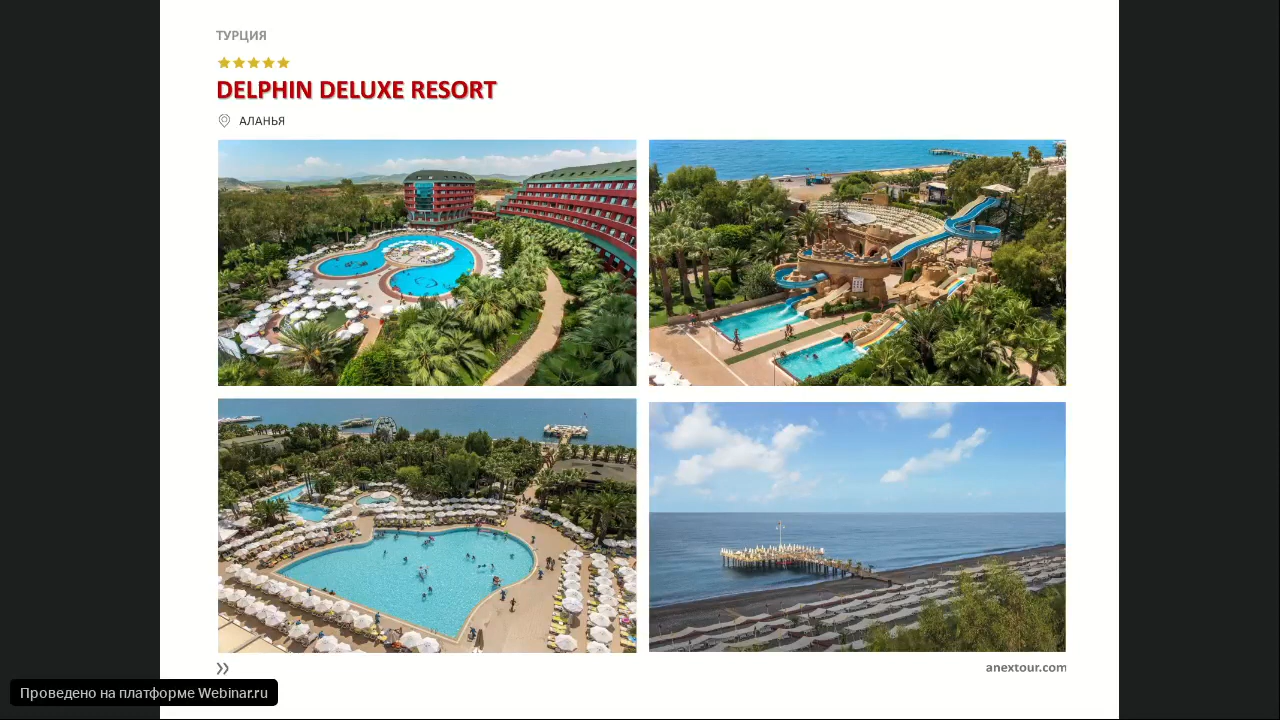 ТУРЦИЯ
DELPHIN DELUXE RESORT
АЛАНЬЯ
anextour.com
Проведено на платформе Webinar.ru